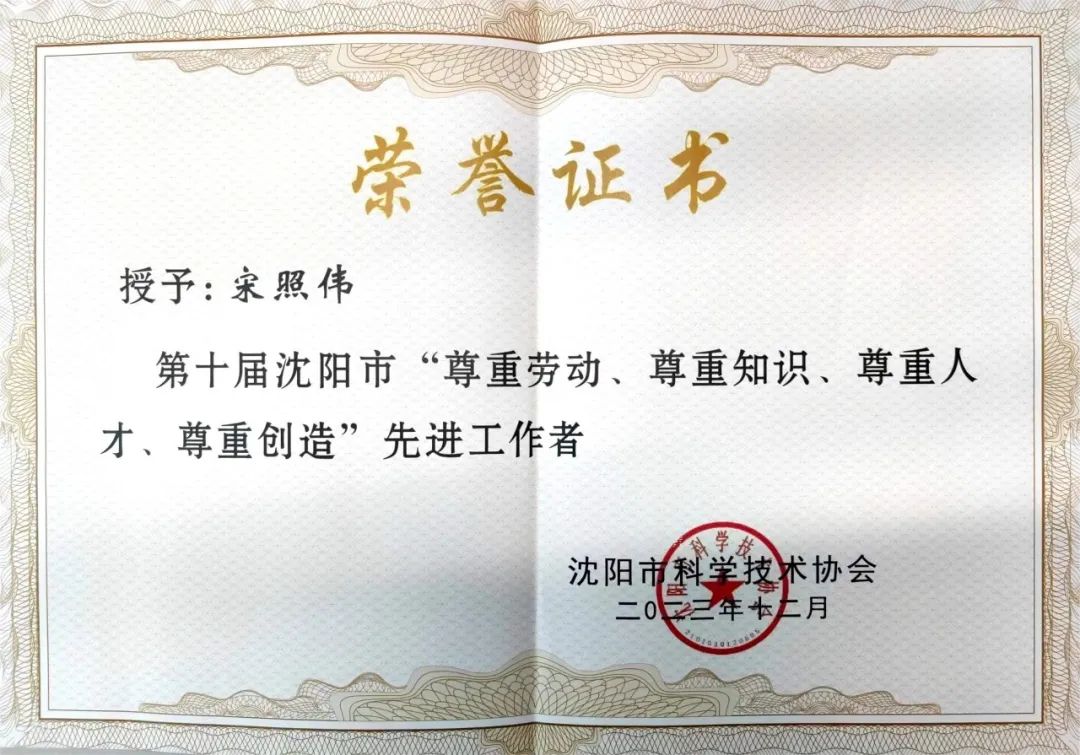 荣誉证书
授予：宋照伟
第十届沈阳市“尊重劳动、尊重知识、尊重人
才、尊重创造”先进工作者
沈阳市科学技术协会
二〇二三年十二月